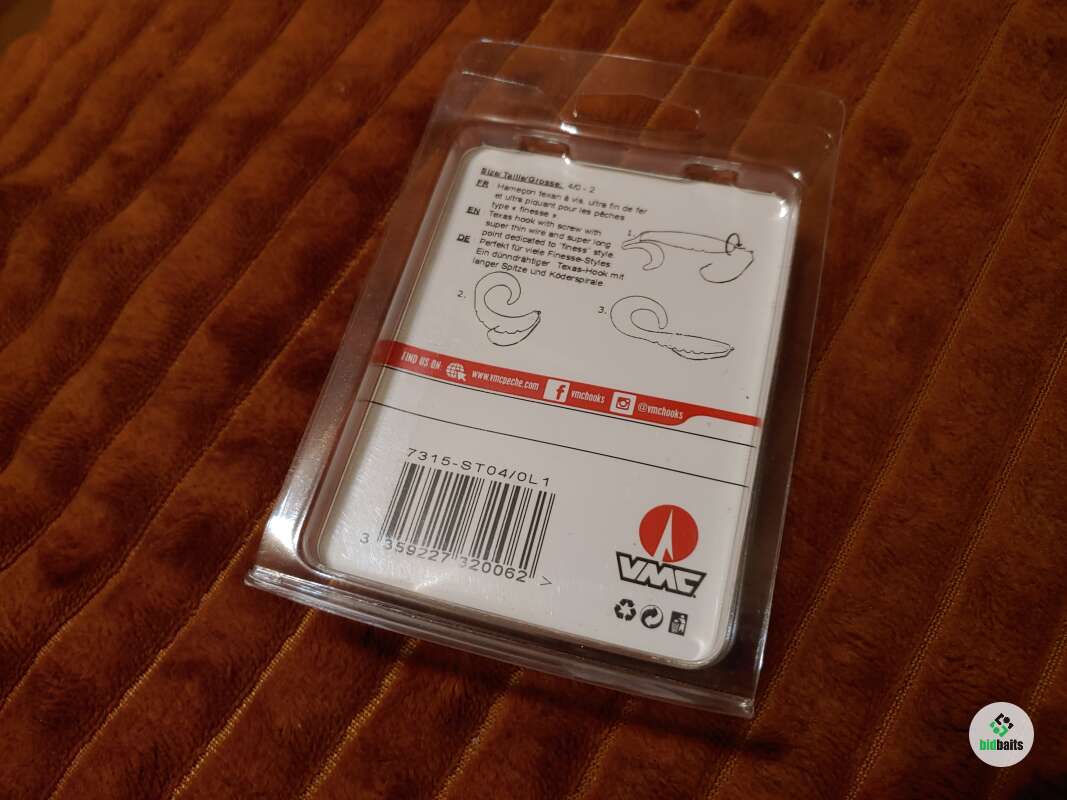 Size/Taille/Grosse: 4/0 - 2
FR Hameçon texan à vis, ultra fin de fer
et ultra piquant pour les pêches
type « finesse »
EN Texas hook with screw with
super thin wire and super long
point dedicated to "finess" style.
DE Perfekt für viele Finesse-Styles:
Ein dünndrahtiger Texas-Hook mit
langer Spitze und Köderspirale.
1.
2.
3.
FIND US ON www.vmcpeche.com vmchooks @vmchooks
7315-ST04/0L1
3 359227 320062 >
VMC
bidbaits